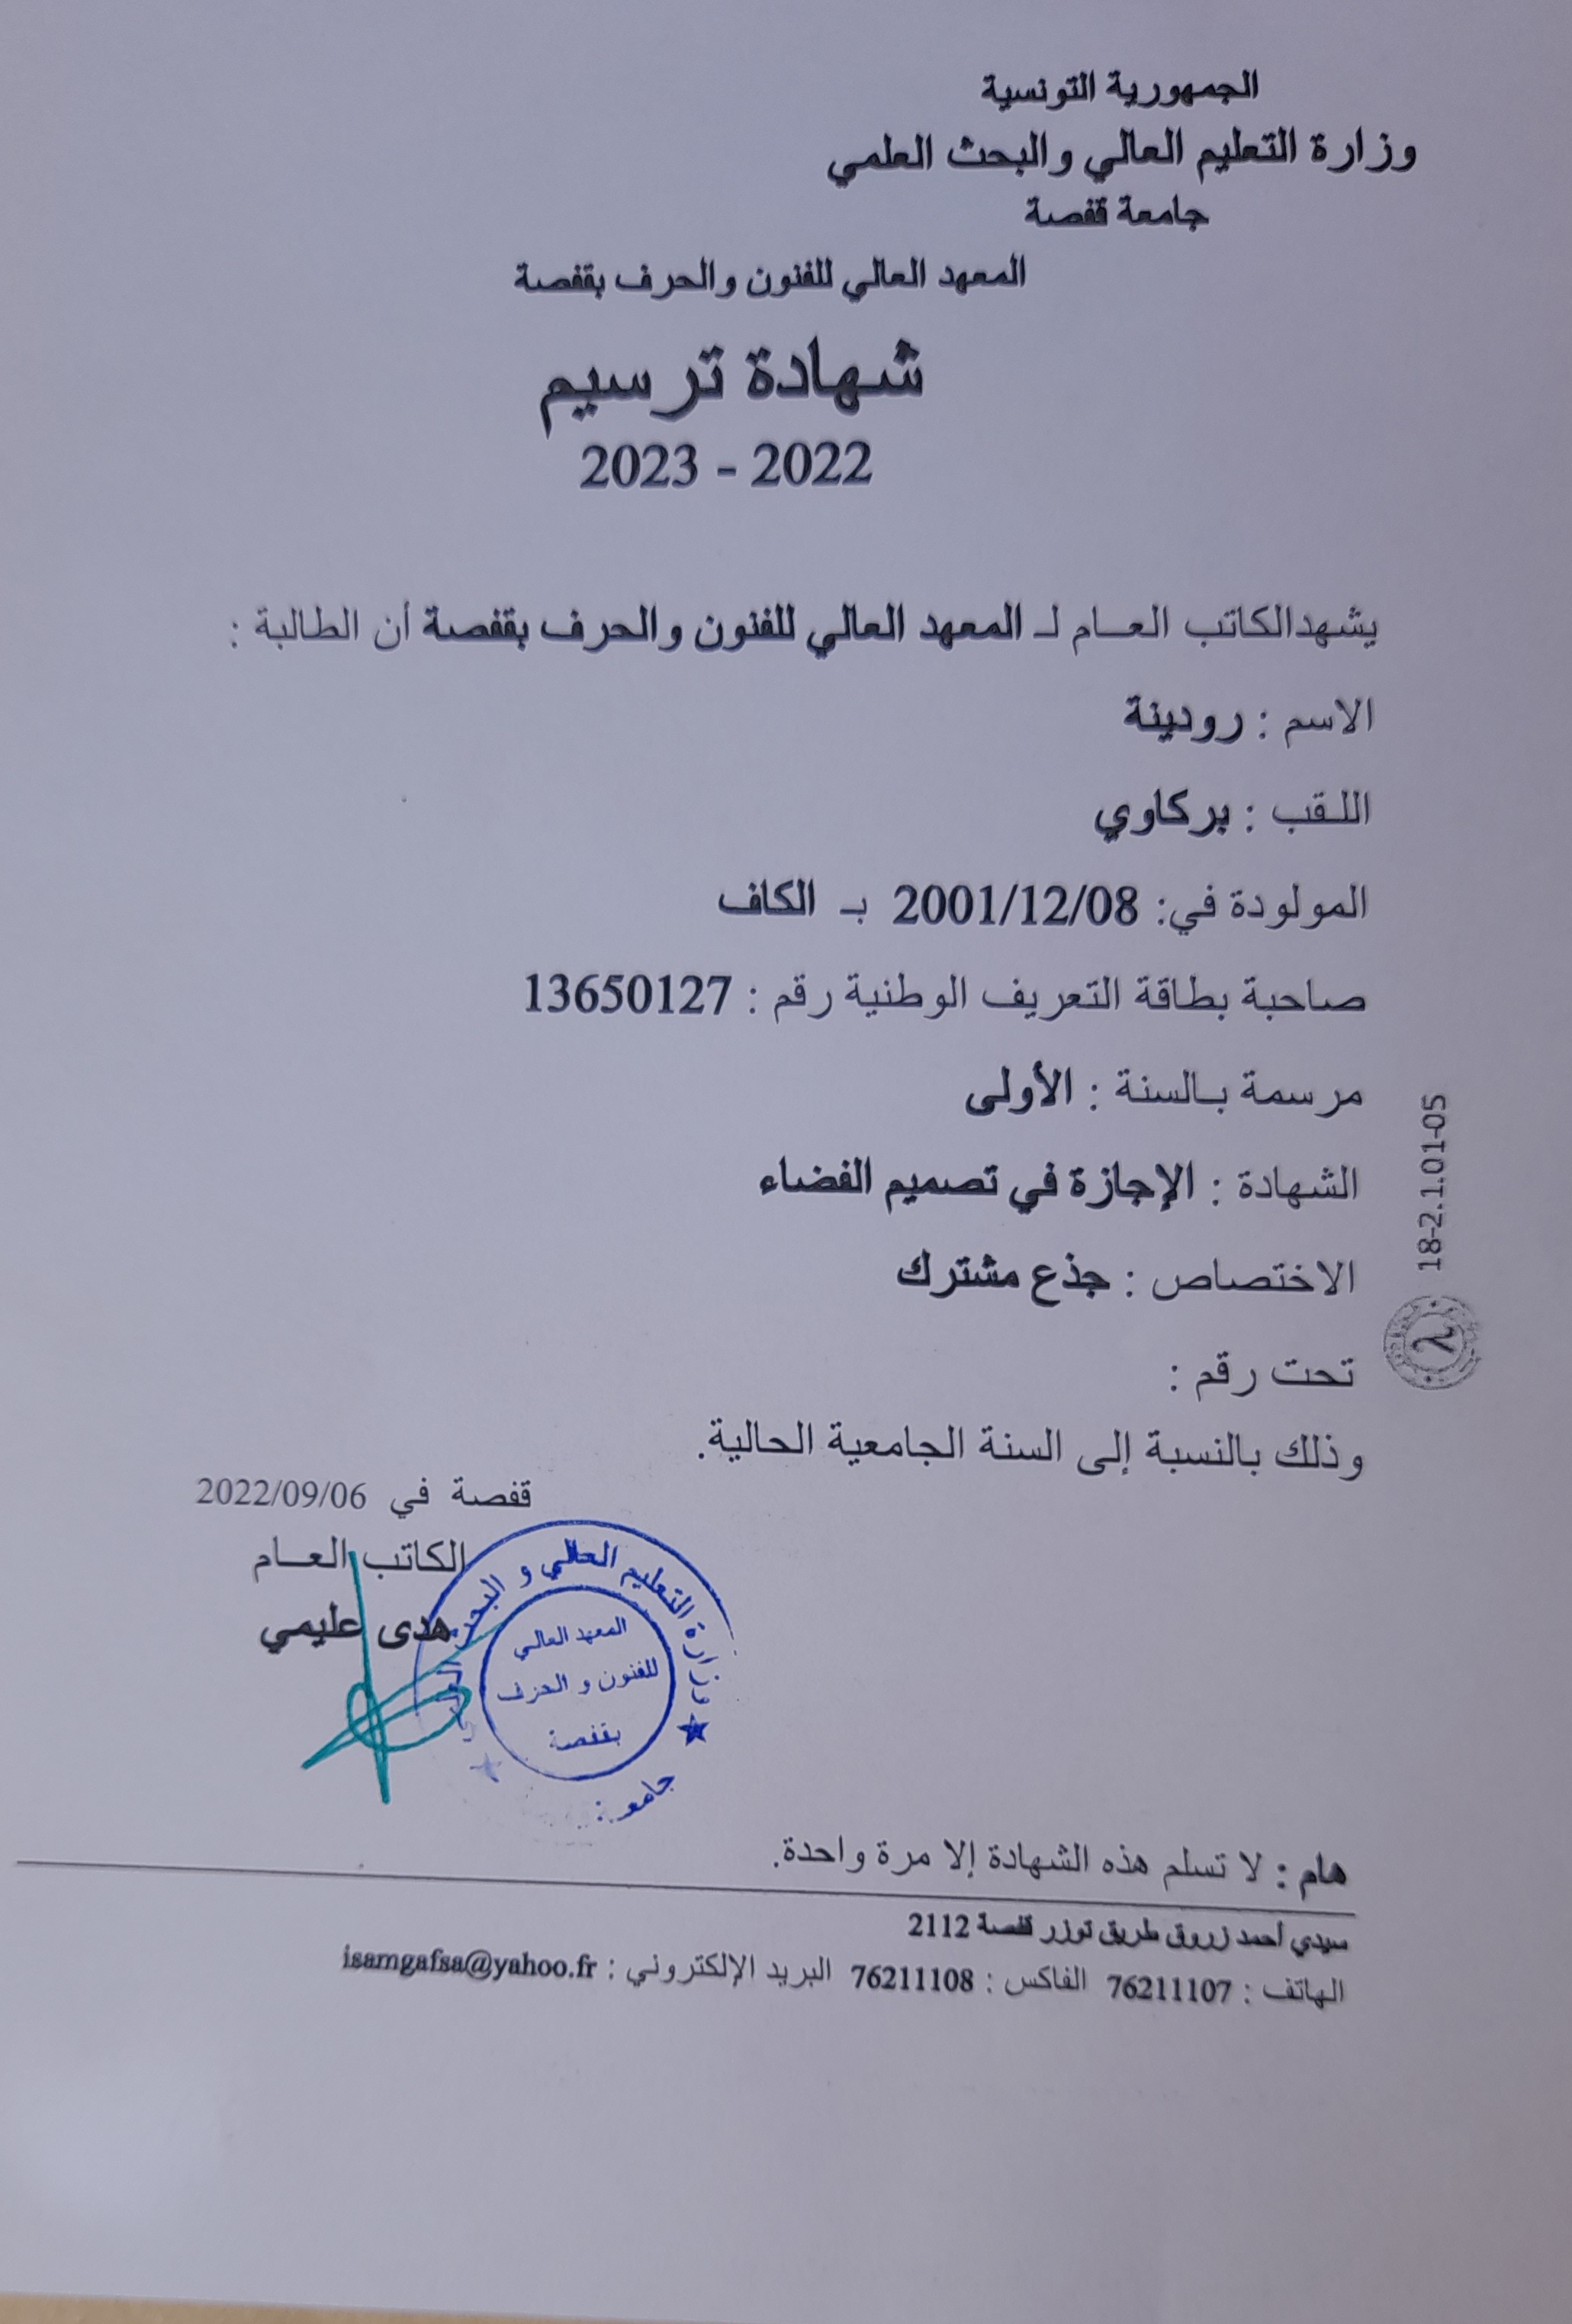 الجمهورية التونسية
وزارة التعليم العالي والبحث العلمي
جامعة قفصة
المعهد العالي للفنون والحرف بقفصة
شهادة ترسيم
2023 - 2022
يشهدالكاتب العـــام لـ المعهد العالي للفنون والحرف بقفصة أن الطالبة :
الاسم : رودينة
اللـقب : بركاوي
المولودة في: 2001/12/08 بـ الكاف
صاحبة بطاقة التعريف الوطنية رقم : 13650127
مرسمة بـالسنة : الأولى
الشهادة : الإجازة في تصميم الفضاء
الاختصاص : جذع مشترك
تحت رقم :
وذلك بالنسبة إلى السنة الجامعية الحالية.
18-2.1.01-05
قفصة في 2022/09/06
الكاتب العـــام
هدى عليمي
وزارة التعليم العالي و البحث
المعهد العالي
للفنون و الحرف
بقفصة
هام : لا تسلم هذه الشهادة إلا مرة واحدة.
سيدي أحمد زروق طريق توزر قفصة 2112
الهاتف : 76211107 الفاكس : 76211108 البريد الإلكتروني : isamgafsa@yahoo.fr